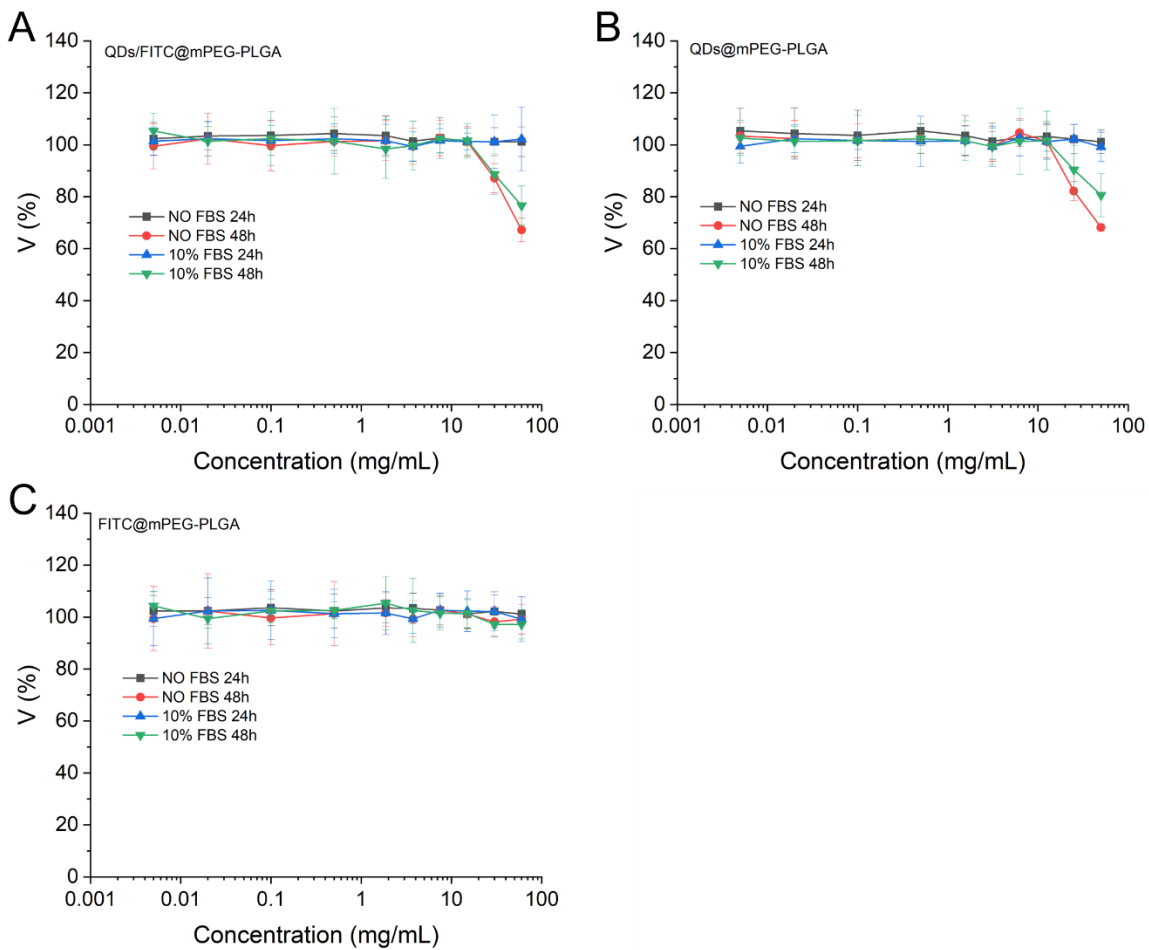 A
QDs/FITC@mPEG-PLGA
140
120
100
80
60
40
20
0
V (%)
NO FBS 24h
NO FBS 48h
10% FBS 24h
10% FBS 48h
0.001 0.01 0.1 1 10 100
Concentration (mg/mL)
B
QDs@mPEG-PLGA
140
120
100
80
60
40
20
0
V (%)
NO FBS 24h
NO FBS 48h
10% FBS 24h
10% FBS 48h
0.001 0.01 0.1 1 10 100
Concentration (mg/mL)
C
FITC@mPEG-PLGA
140
120
100
80
60
40
20
0
V (%)
NO FBS 24h
NO FBS 48h
10% FBS 24h
10% FBS 48h
0.001 0.01 0.1 1 10 100
Concentration (mg/mL)